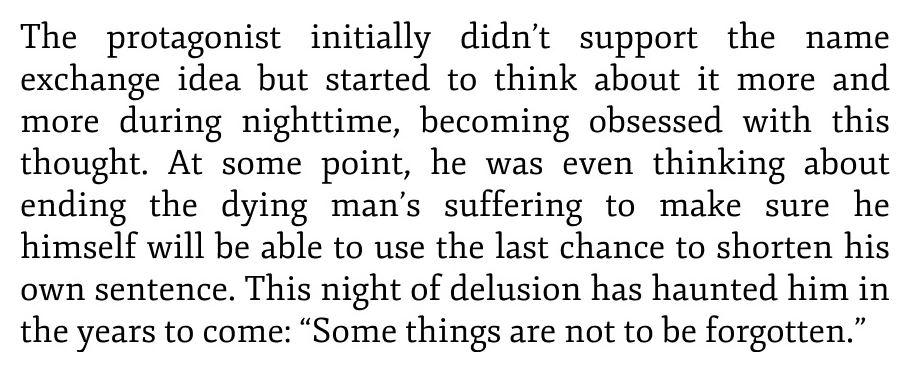 The protagonist initially didn’t support the name
exchange idea but started to think about it more and
more during nighttime, becoming obsessed with this
thought. At some point, he was even thinking about
ending the dying man’s suffering to make sure he
himself will be able to use the last chance to shorten his
own sentence. This night of delusion has haunted him in
the years to come: “Some things are not to be forgotten.”